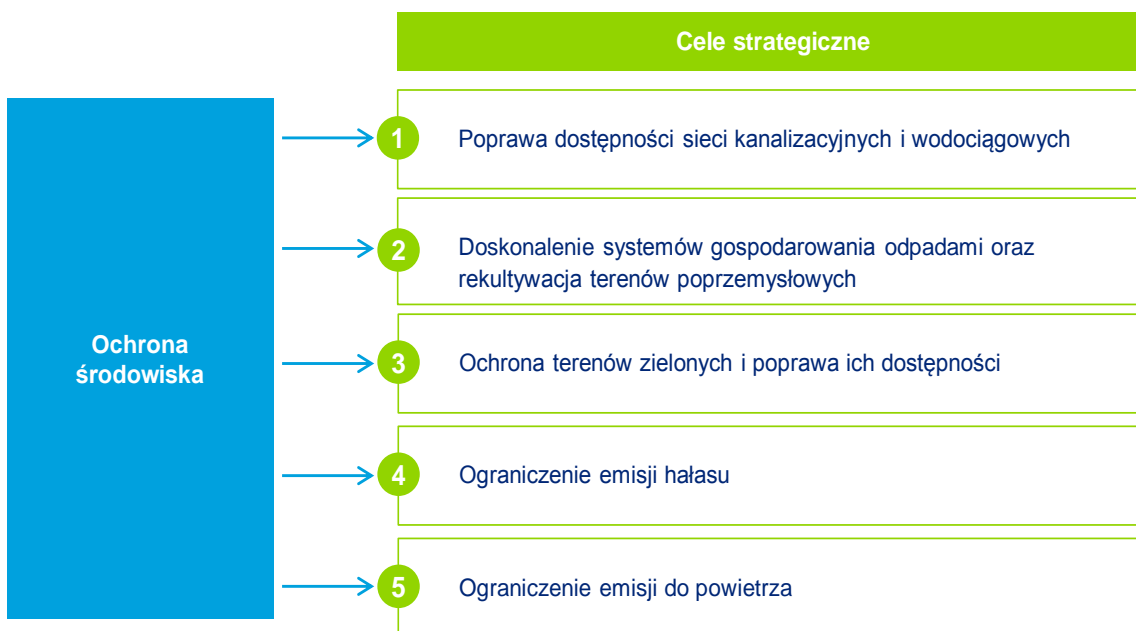 Cele strategiczne
Ochrona
środowiska
1
Poprawa dostępności sieci kanalizacyjnych i wodociągowych
2
Doskonalenie systemów gospodarowania odpadami oraz
rekultywacja terenów poprzemysłowych
3
Ochrona terenów zielonych i poprawa ich dostępności
4
Ograniczenie emisji hałasu
5
Ograniczenie emisji do powietrza